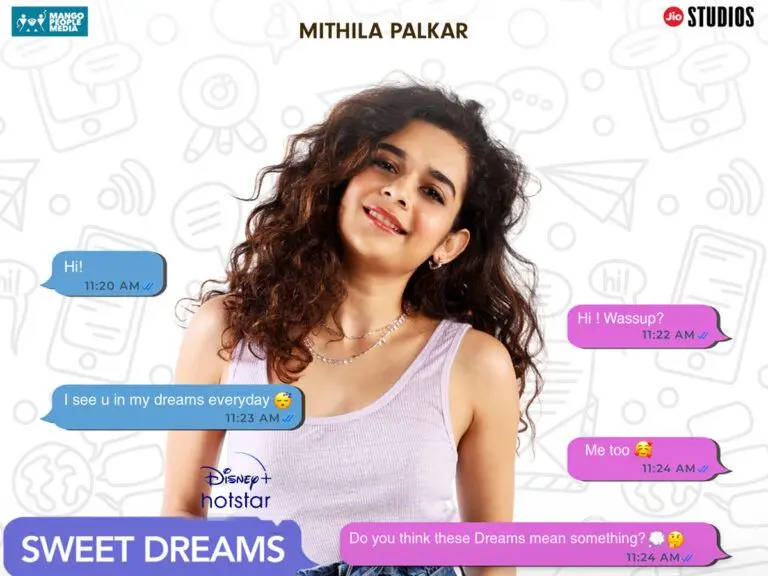 MANGO
PEOPLE
MEDIA
MITHILA PALKAR
Jio STUDIOS
Hi!
11:20 AM
Hi ! Wassup?
11:22 AM
I see u in my dreams everyday 😴
11:23 AM
Me too 🥰
11:24 AM
hi!
Disney+
hotstar
SWEET DREAMS
Do you think these Dreams mean something? 💭🤔
11:24 AM